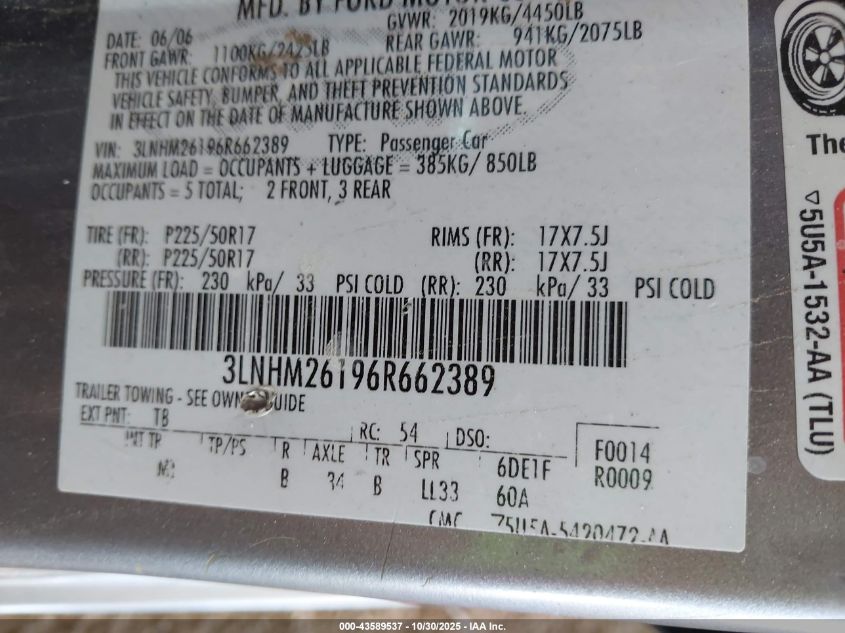 MFD. BY FORD MOTOR
GVWR: 2019KG/4450LB
DATE: 06/06
REAR GAWR: 941KG/2075LB
FRONT GAWR: 1100KG/2425LB
THIS VEHICLE CONFORMS TO ALL APPLICABLE FEDERAL MOTOR
VEHICLE SAFETY, BUMPER, AND THEFT PREVENTION STANDARDS
IN EFFECT ON THE DATE OF MANUFACTURE SHOWN ABOVE.
VIN: 3LNHM26196R662389 TYPE: Passenger Car
MAXIMUM LOAD = OCCUPANTS + LUGGAGE = 385KG/ 850LB
OCCUPANTS = 5 TOTAL; 2 FRONT, 3 REAR
TIRE (FR): P225/50R17 RIMS (FR): 17X7.5J
(RR): P225/50R17 (RR): 17X7.5J
PRESSURE (FR): 230 kPa/ 33 PSI COLD (RR): 230 kPa/ 33 PSI COLD
3LNHM26196R662389
TRAILER TOWING - SEE GUIDE
EXT PNT: T8 RC: 54 DSO: F0014
INT TR TP/PS R AXLE TR SPR 6DE1F R0009
B 34 B LL33 60A
5U5A-5420472-AA
The
5U5A-1532-AA (TLU)
000-43589537 - 10/30/2025 - IAA Inc.